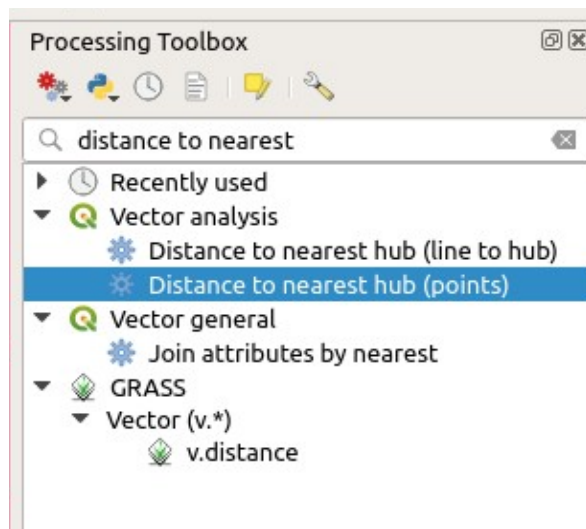 Processing Toolbox
distance to nearest
Recently used
Vector analysis
Distance to nearest hub (line to hub)
Distance to nearest hub (points)
Vector general
Join attributes by nearest
GRASS
Vector (v.*)
v.distance